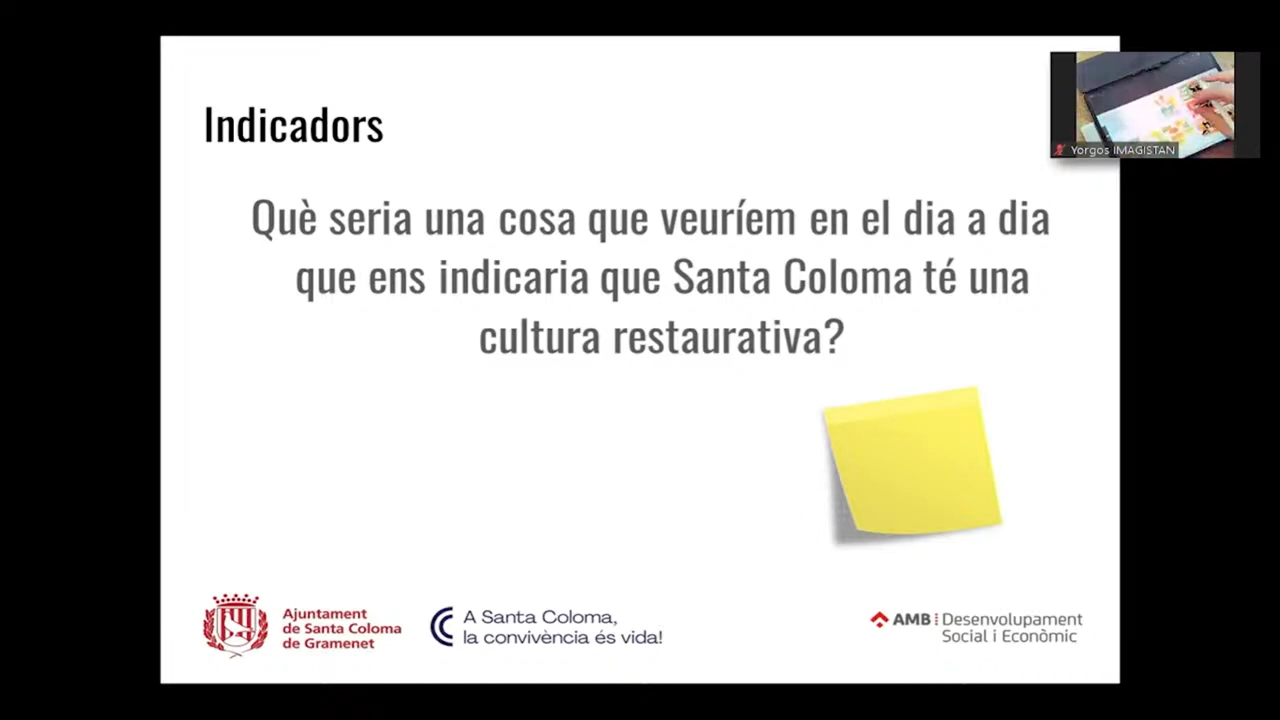 Indicadors
Yorgos IMAGISTAN
Què seria una cosa que veuríem en el dia a dia
que ens indicaria que Santa Coloma té una
cultura restaurativa?
Ajuntament
de Santa Coloma
de Gramenet
A Santa Coloma,
la convivència és vida!
AMB Desenvolupament
Social i Econòmic